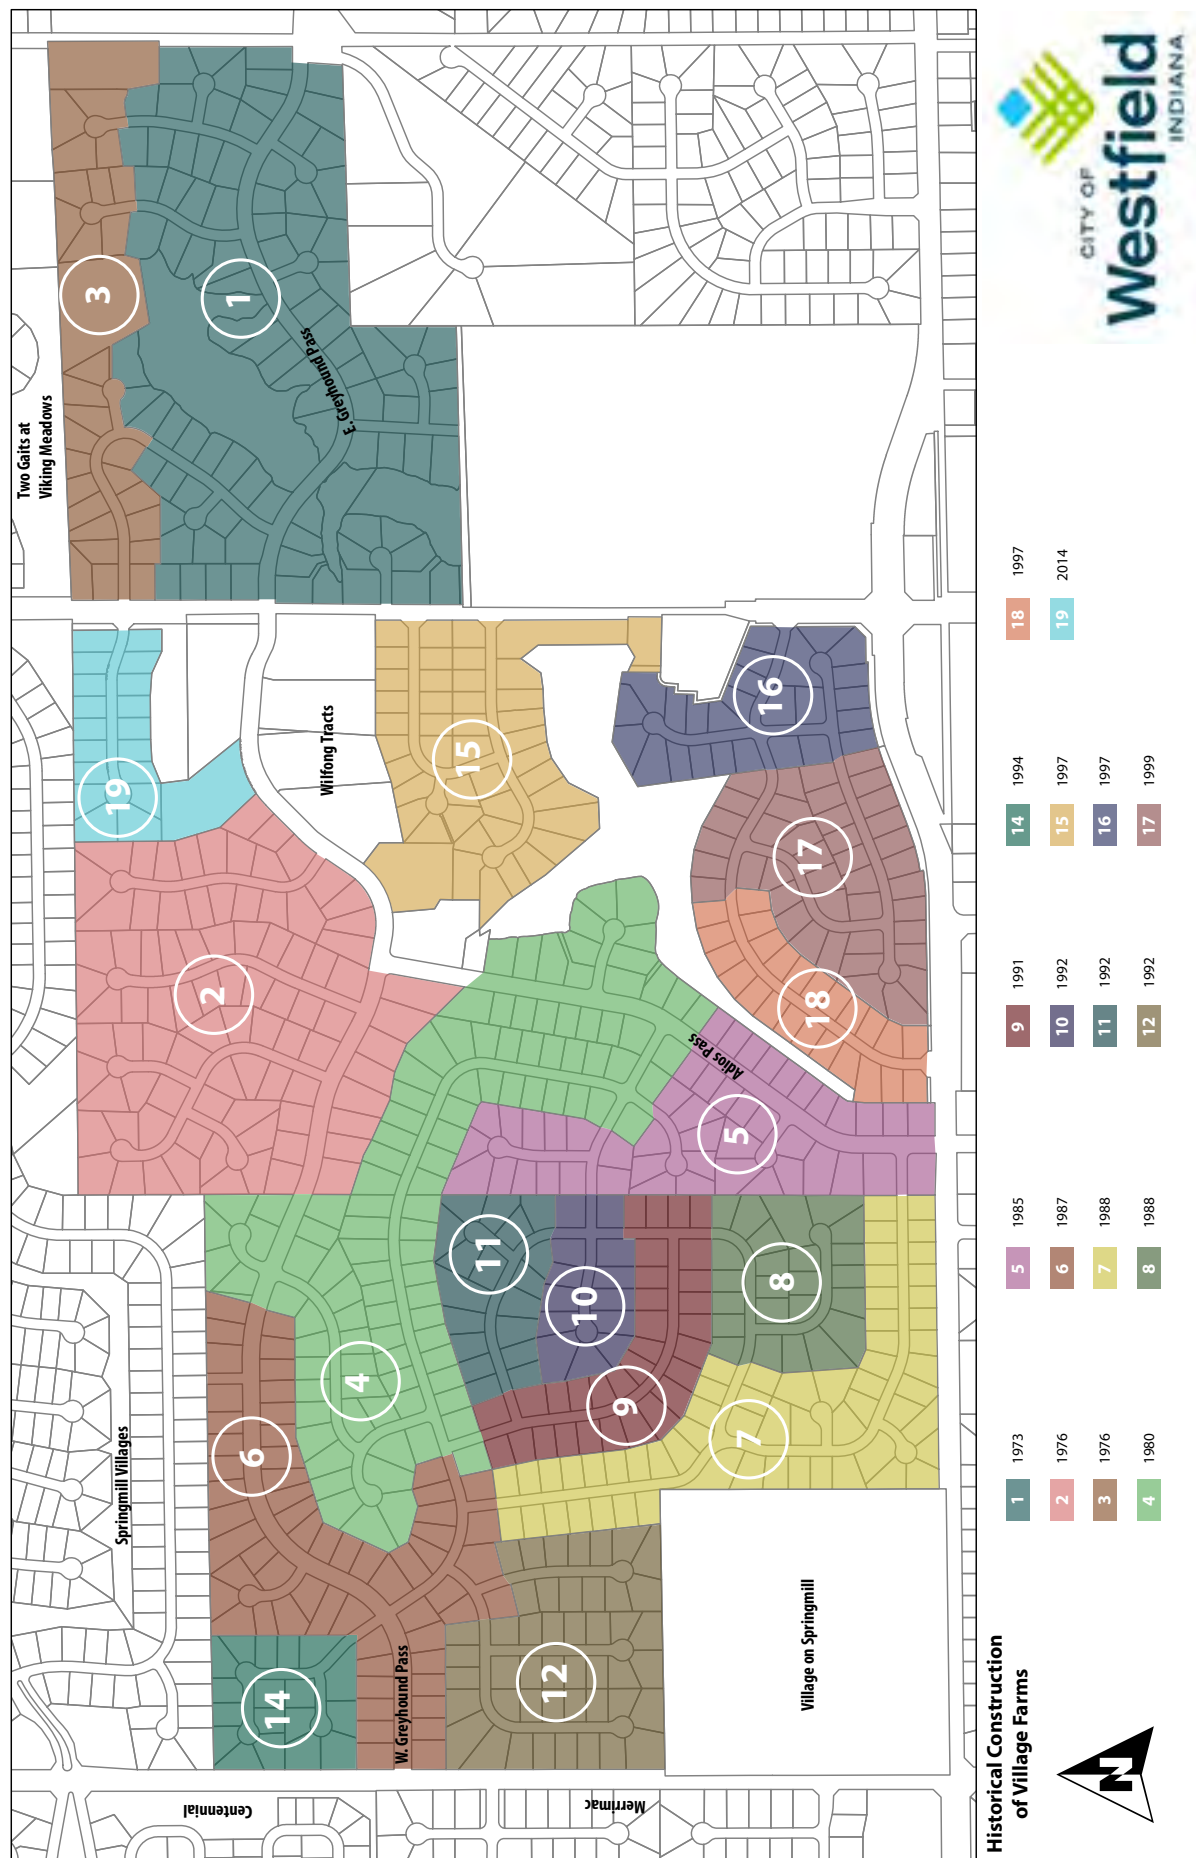 Two Gaits at
Viking Meadows
3
1
E. Greyhound Pass
19
Wilfong Tracts
15
16
2
17
18
Adios Pass
5
Springmill Villages
11
10
8
4
9
6
7
14
W. Greyhound Pass
12
Village on Springmill
Centennial
Merrimac
Historical Construction
of Village Farms
N
1 1973
2 1976
3 1976
4 1980
5 1985
6 1987
7 1988
8 1988
9 1991
10 1992
11 1992
12 1992
14 1994
15 1997
16 1997
17 1999
18 1997
19 2014
CITY OF
Westfield
INDIANA